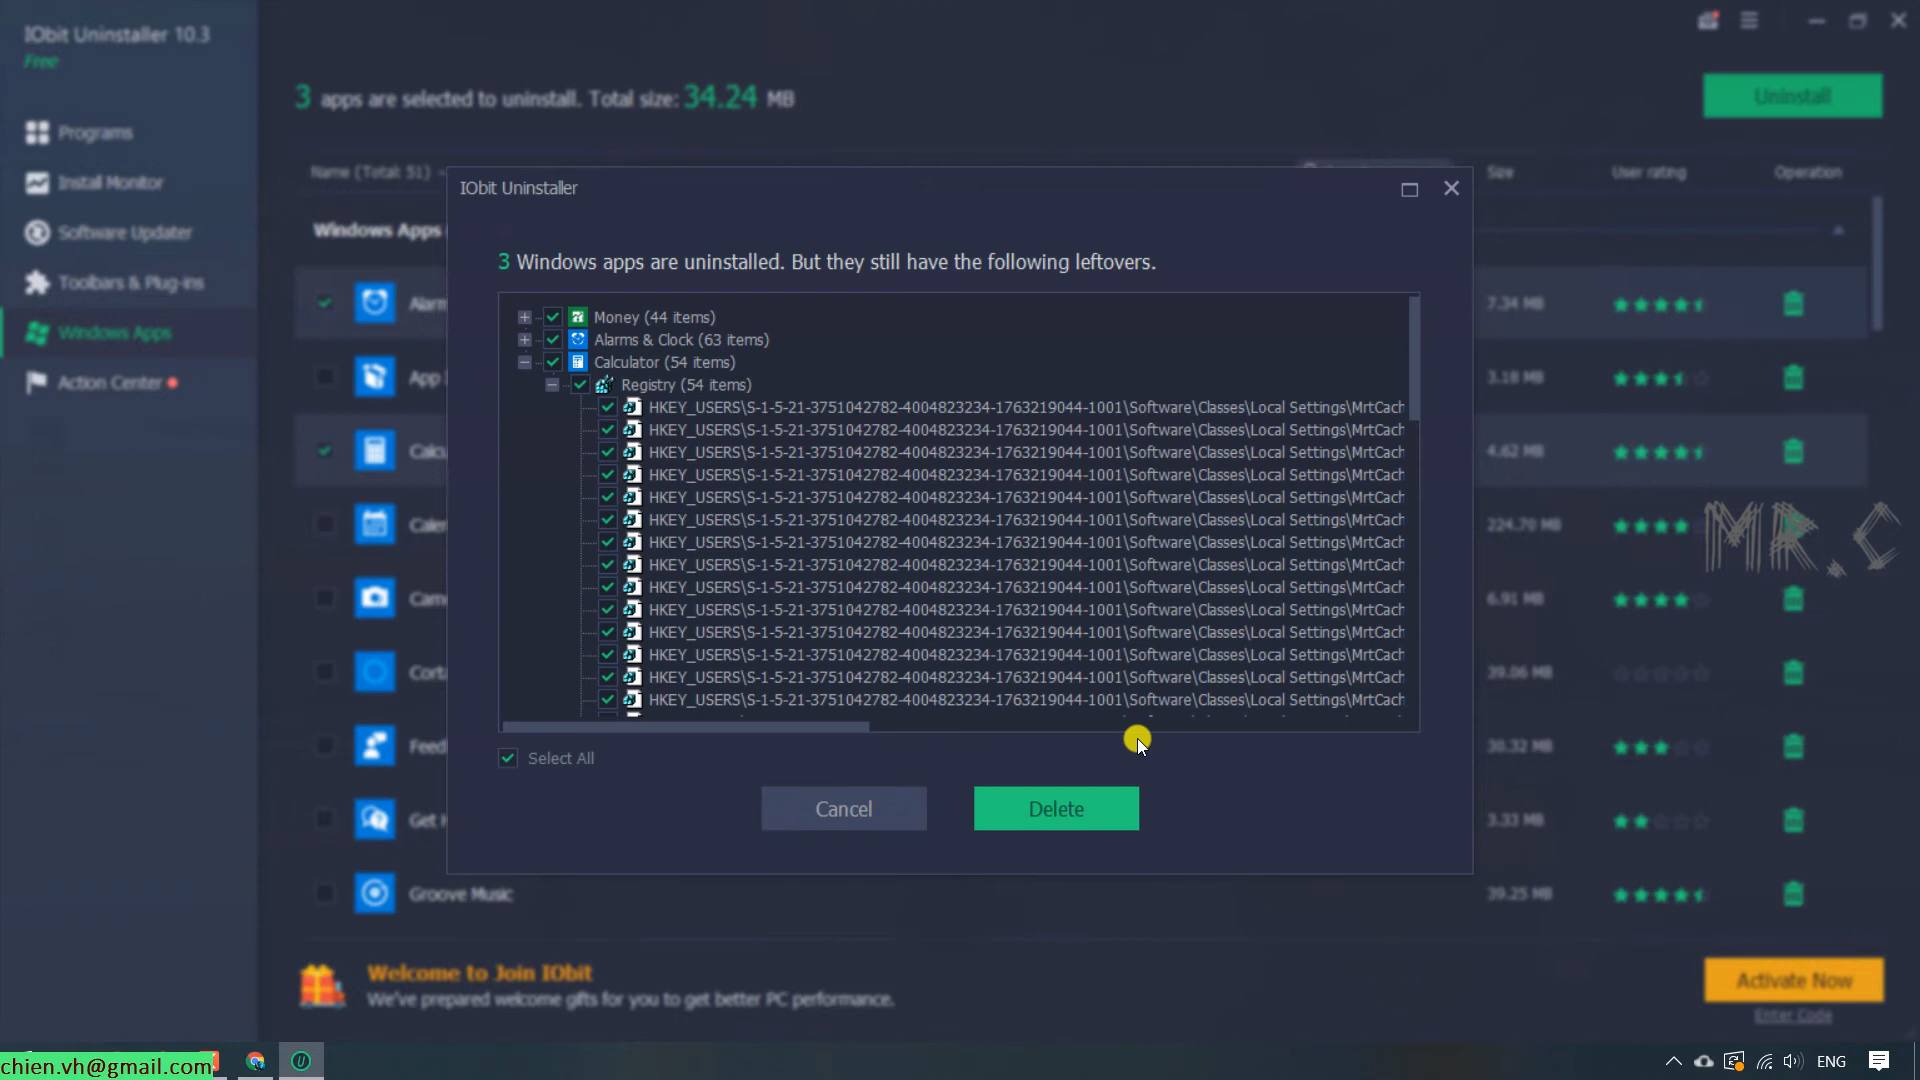 IObit Uninstaller 10.3
Free
Programs
Install Monitor
Software Updater
Toolbars & Plug-ins
Windows Apps
Action Center
3 apps are selected to uninstall. Total size: 34.24 MB
Uninstall
Name (Total: 51)
Size
User rating
Operation
Windows Apps
Alarm
7.34 MB
App
3.18 MB
Calcu
4.62 MB
Calen
224.70 MB
Came
6.91 MB
Corta
39.06 MB
Feed
30.32 MB
Get H
3.33 MB
Groove Music
39.25 MB
IObit Uninstaller
3 Windows apps are uninstalled. But they still have the following leftovers.
Money (44 items)
Alarms & Clock (63 items)
Calculator (54 items)
Registry (54 items)
HKEY_USERS\S-1-5-21-3751042782-4004823234-1763219044-1001\Software\Classes\Local Settings\MrtCach
HKEY_USERS\S-1-5-21-3751042782-4004823234-1763219044-1001\Software\Classes\Local Settings\MrtCach
HKEY_USERS\S-1-5-21-3751042782-4004823234-1763219044-1001\Software\Classes\Local Settings\MrtCach
HKEY_USERS\S-1-5-21-3751042782-4004823234-1763219044-1001\Software\Classes\Local Settings\MrtCach
HKEY_USERS\S-1-5-21-3751042782-4004823234-1763219044-1001\Software\Classes\Local Settings\MrtCach
HKEY_USERS\S-1-5-21-3751042782-4004823234-1763219044-1001\Software\Classes\Local Settings\MrtCach
HKEY_USERS\S-1-5-21-3751042782-4004823234-1763219044-1001\Software\Classes\Local Settings\MrtCach
HKEY_USERS\S-1-5-21-3751042782-4004823234-1763219044-1001\Software\Classes\Local Settings\MrtCach
HKEY_USERS\S-1-5-21-3751042782-4004823234-1763219044-1001\Software\Classes\Local Settings\MrtCach
HKEY_USERS\S-1-5-21-3751042782-4004823234-1763219044-1001\Software\Classes\Local Settings\MrtCach
HKEY_USERS\S-1-5-21-3751042782-4004823234-1763219044-1001\Software\Classes\Local Settings\MrtCach
HKEY_USERS\S-1-5-21-3751042782-4004823234-1763219044-1001\Software\Classes\Local Settings\MrtCach
HKEY_USERS\S-1-5-21-3751042782-4004823234-1763219044-1001\Software\Classes\Local Settings\MrtCach
HKEY_USERS\S-1-5-21-3751042782-4004823234-1763219044-1001\Software\Classes\Local Settings\MrtCach
Select All
Cancel
Delete
MR.C
Welcome to Join IObit
We've prepared welcome gifts for you to get better PC performance.
Activate Now
Enter Code
chien.vh@gmail.com
ENG